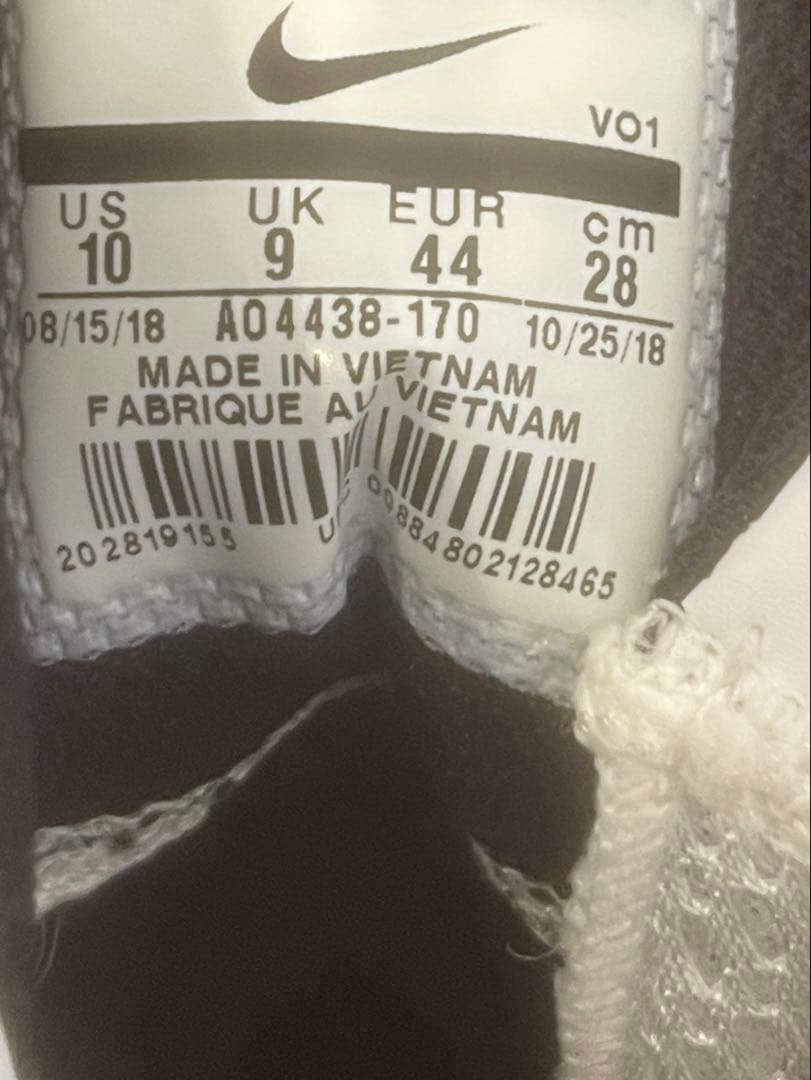 VO1
US UK EUR cm
10 9 44 28
08/15/18 AO4438-170 10/25/18
MADE IN VIETNAM
FABRIQUE AU VIETNAM
202819155 00884802128465